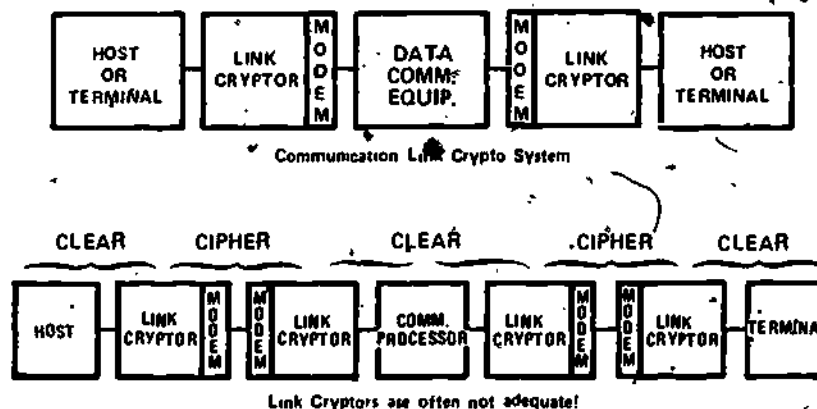 HOST OR TERMINAL
LINK CRYPTOR
MODEM
DATA COMM. EQUIP.
MODEM
LINK CRYPTOR
HOST OR TERMINAL
Communication Link Crypto System
CLEAR CIPHER CLEAR CIPHER CLEAR
HOST
LINK CRYPTOR
MODEM
MODEM
LINK CRYPTOR
COMM. PROCESSOR
LINK CRYPTOR
MODEM
MODEM
LINK CRYPTOR
TERMINA
Link Cryptors are often not adequate!